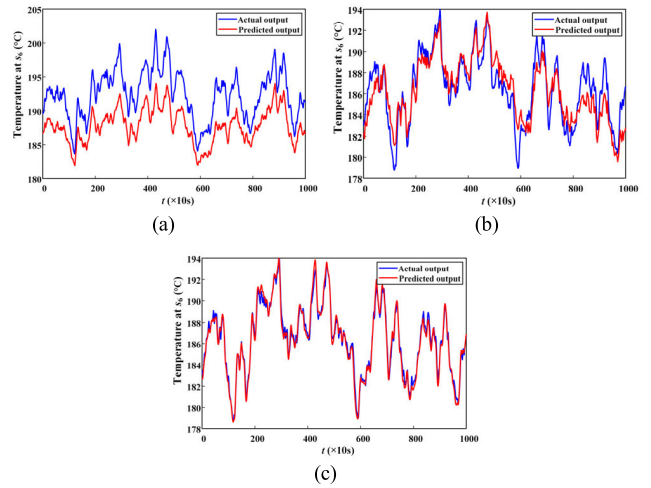 205
200
195
190
185
180
Temperature at s6 (°C)
Actual output
Predicted output
0 200 400 600 800 1000
t (×10s)
(a)
194
192
190
188
186
184
182
180
178
Temperature at s6 (°C)
Actual output
Predicted output
0 200 400 600 800 1000
t (×10s)
(b)
194
190
186
184
182
178
Temperature at s6 (°C)
Actual output
Predicted output
0 200 400 600 800 1000
t (×10s)
(c)